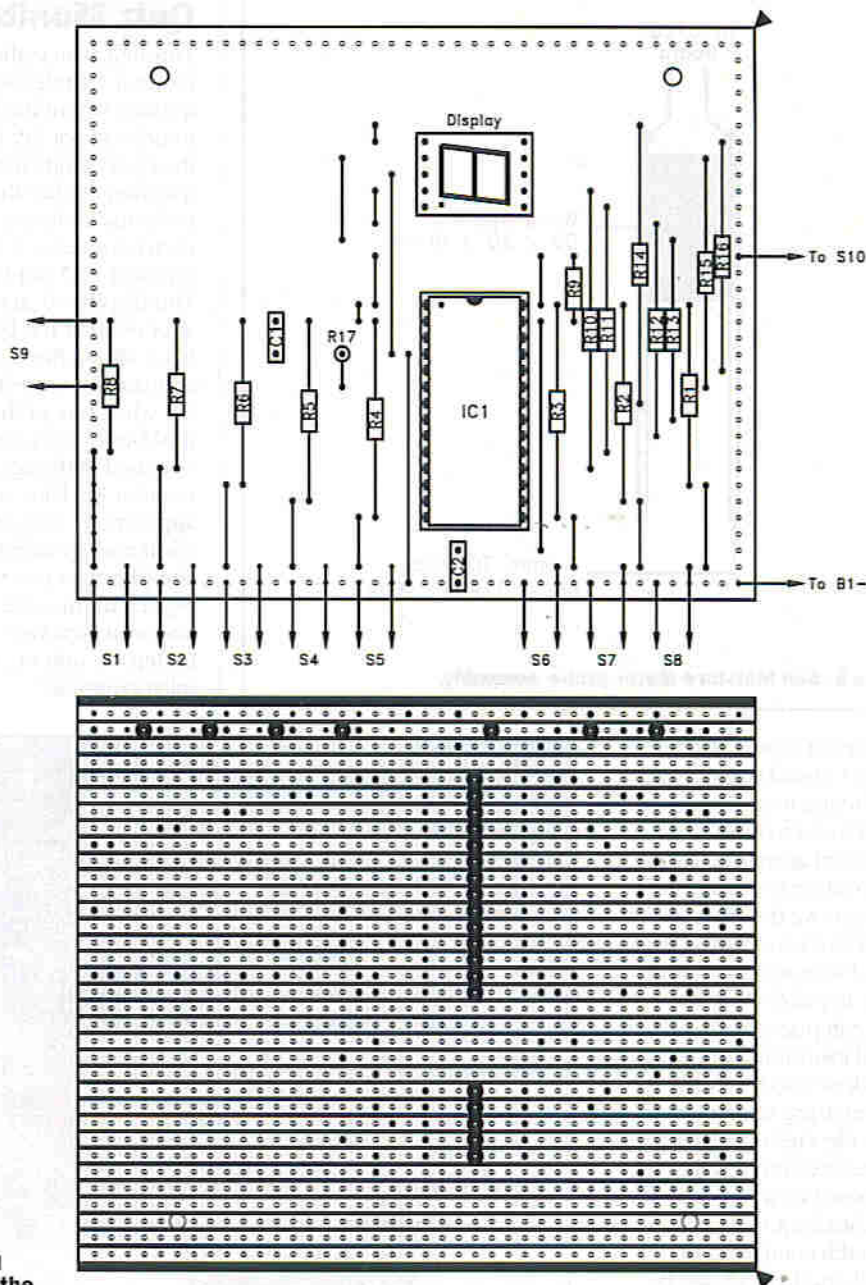 Display
R14
R15
R16
To S10
R9
R10
R11
R12
R13
S9
C1
R17
R8
R7
R6
R5
R4
IC1
R3
R2
R1
C2
To B1-
S1 S2 S3 S4 S5 S6 S7 S8
the